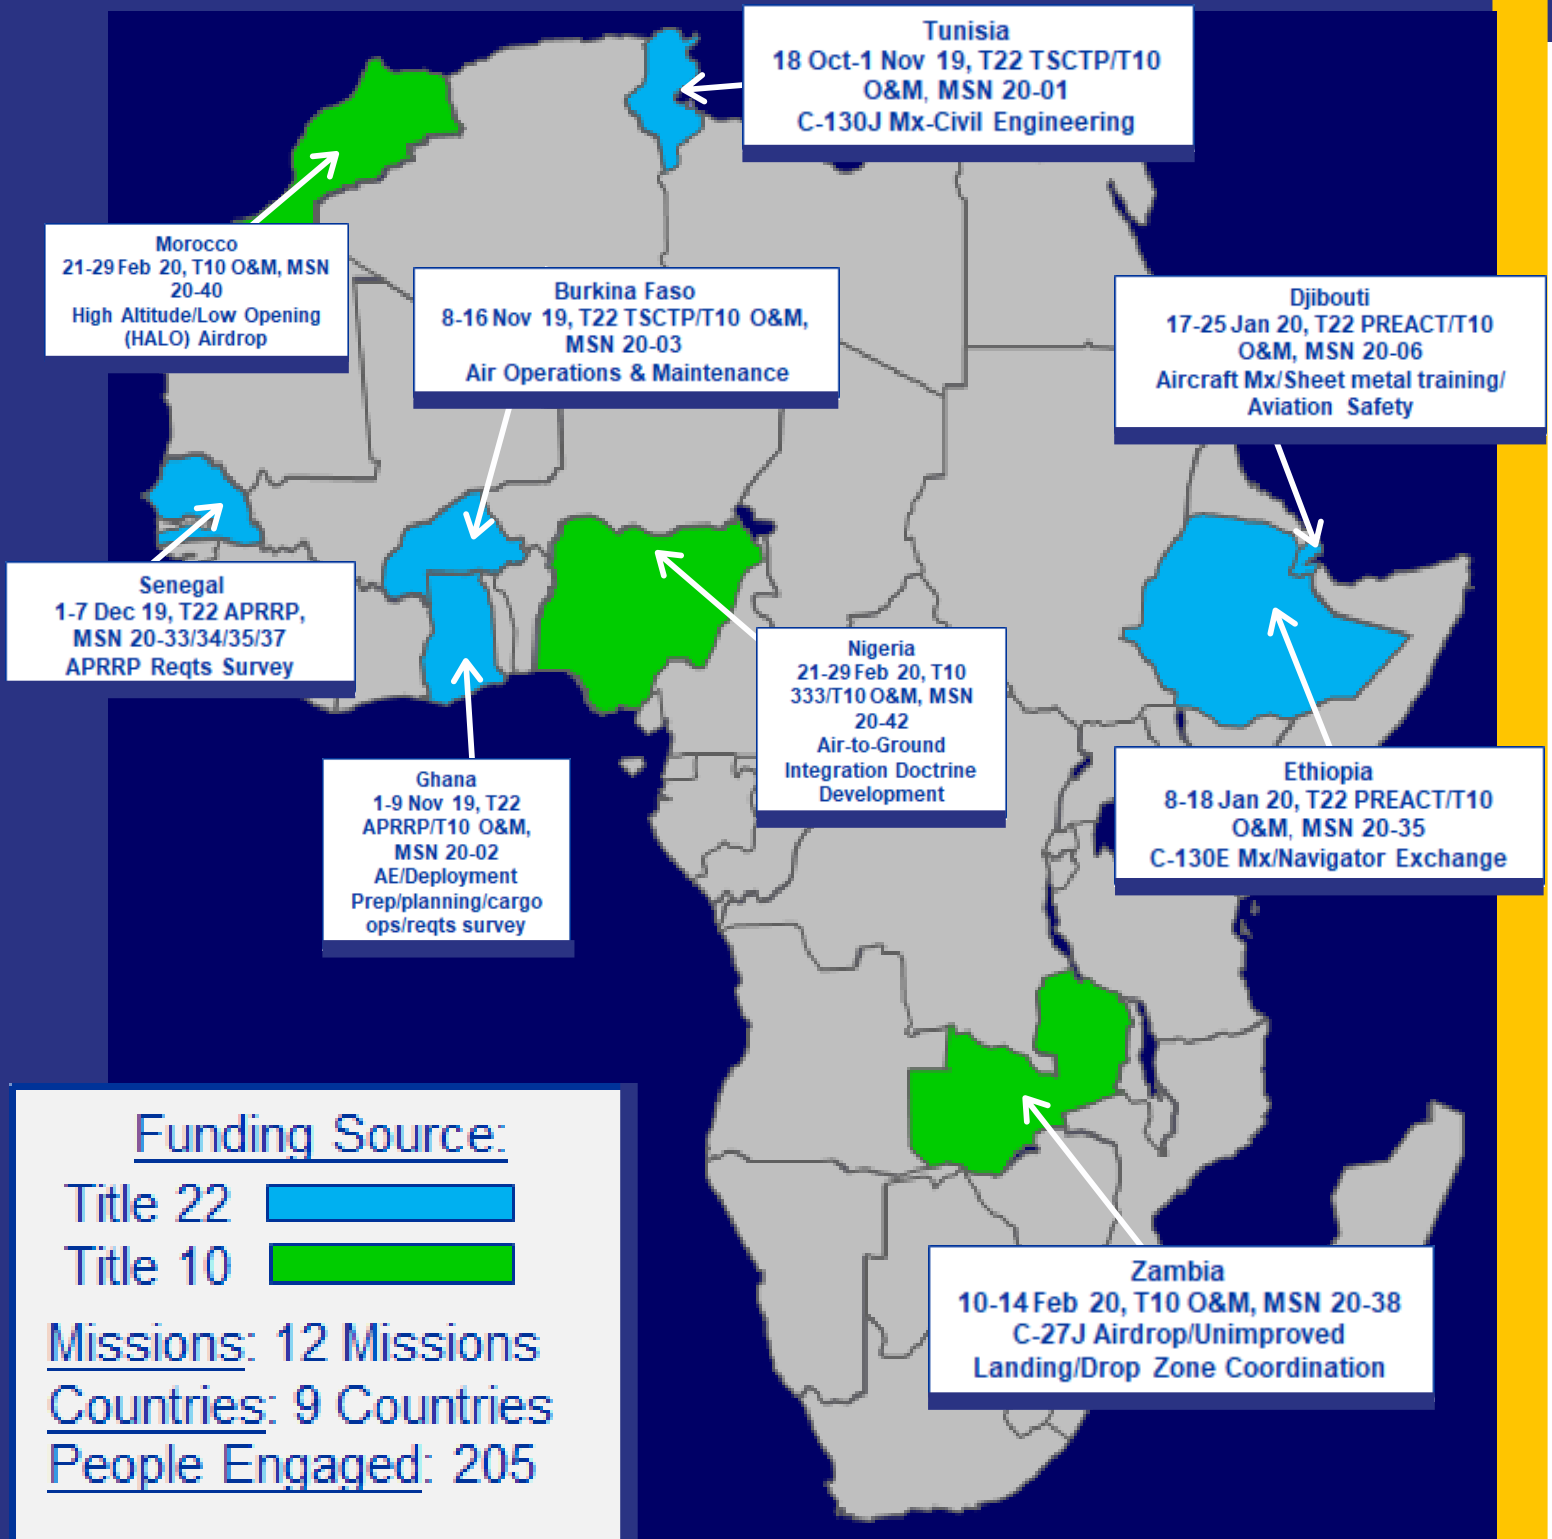 Tunisia
18 Oct-1 Nov 19, T22 TSCTP/T10
O&M, MSN 20-01
C-130J Mx-Civil Engineering
Morocco
21-29 Feb 20, T10 O&M, MSN
20-40
High Altitude/Low Opening
(HALO) Airdrop
Burkina Faso
8-16 Nov 19, T22 TSCTP/T10 O&M,
MSN 20-03
Air Operations & Maintenance
Djibouti
17-25 Jan 20, T22 PREACT/T10
O&M, MSN 20-06
Aircraft Mx/Sheet metal training/
Aviation Safety
Senegal
1-7 Dec 19, T22 APRRP,
MSN 20-33/34/35/37
APRRP Reqts Survey
Nigeria
21-29 Feb 20, T10
333/T10 O&M, MSN
20-42
Air-to-Ground
Integration Doctrine
Development
Ghana
1-9 Nov 19, T22
APRRP/T10 O&M,
MSN 20-02
AE/Deployment
Prep/planning/cargo
ops/reqts survey
Ethiopia
8-18 Jan 20, T22 PREACT/T10
O&M, MSN 20-35
C-130E Mx/Navigator Exchange
Zambia
10-14 Feb 20, T10 O&M, MSN 20-38
C-27J Airdrop/Unimproved
Landing/Drop Zone Coordination
Funding Source:
Title 22
Title 10
Missions: 12 Missions
Countries: 9 Countries
People Engaged: 205